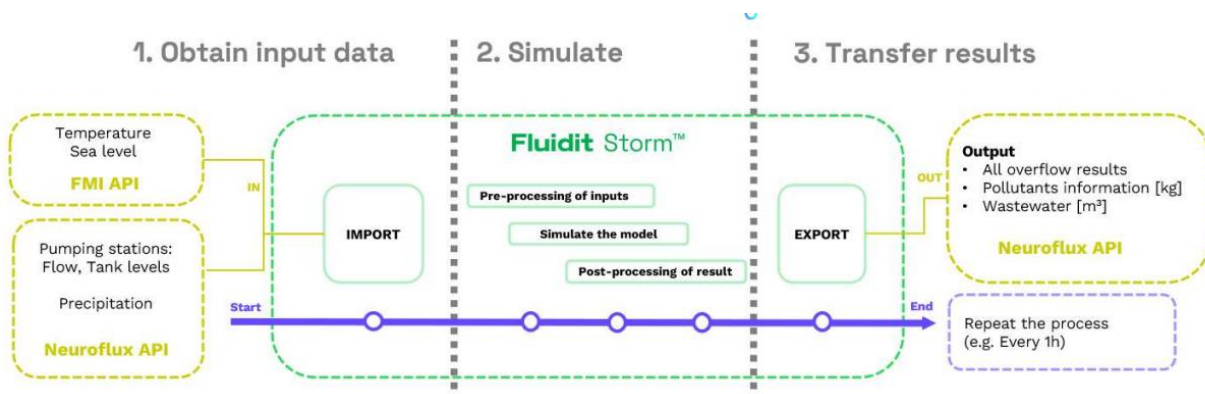 1. Obtain input data
2. Simulate
3. Transfer results
Temperature
Sea level
FMI API
Pumping stations:
Flow, Tank levels
Precipitation
Neuroflux API
IN
IMPORT
Start
Fluidit Storm™
Pre-processing of inputs
Simulate the model
Post-processing of result
EXPORT
OUT
End
Output
• All overflow results
• Pollutants information [kg]
• Wastewater [m³]
Neuroflux API
Repeat the process
(e.g. Every 1h)